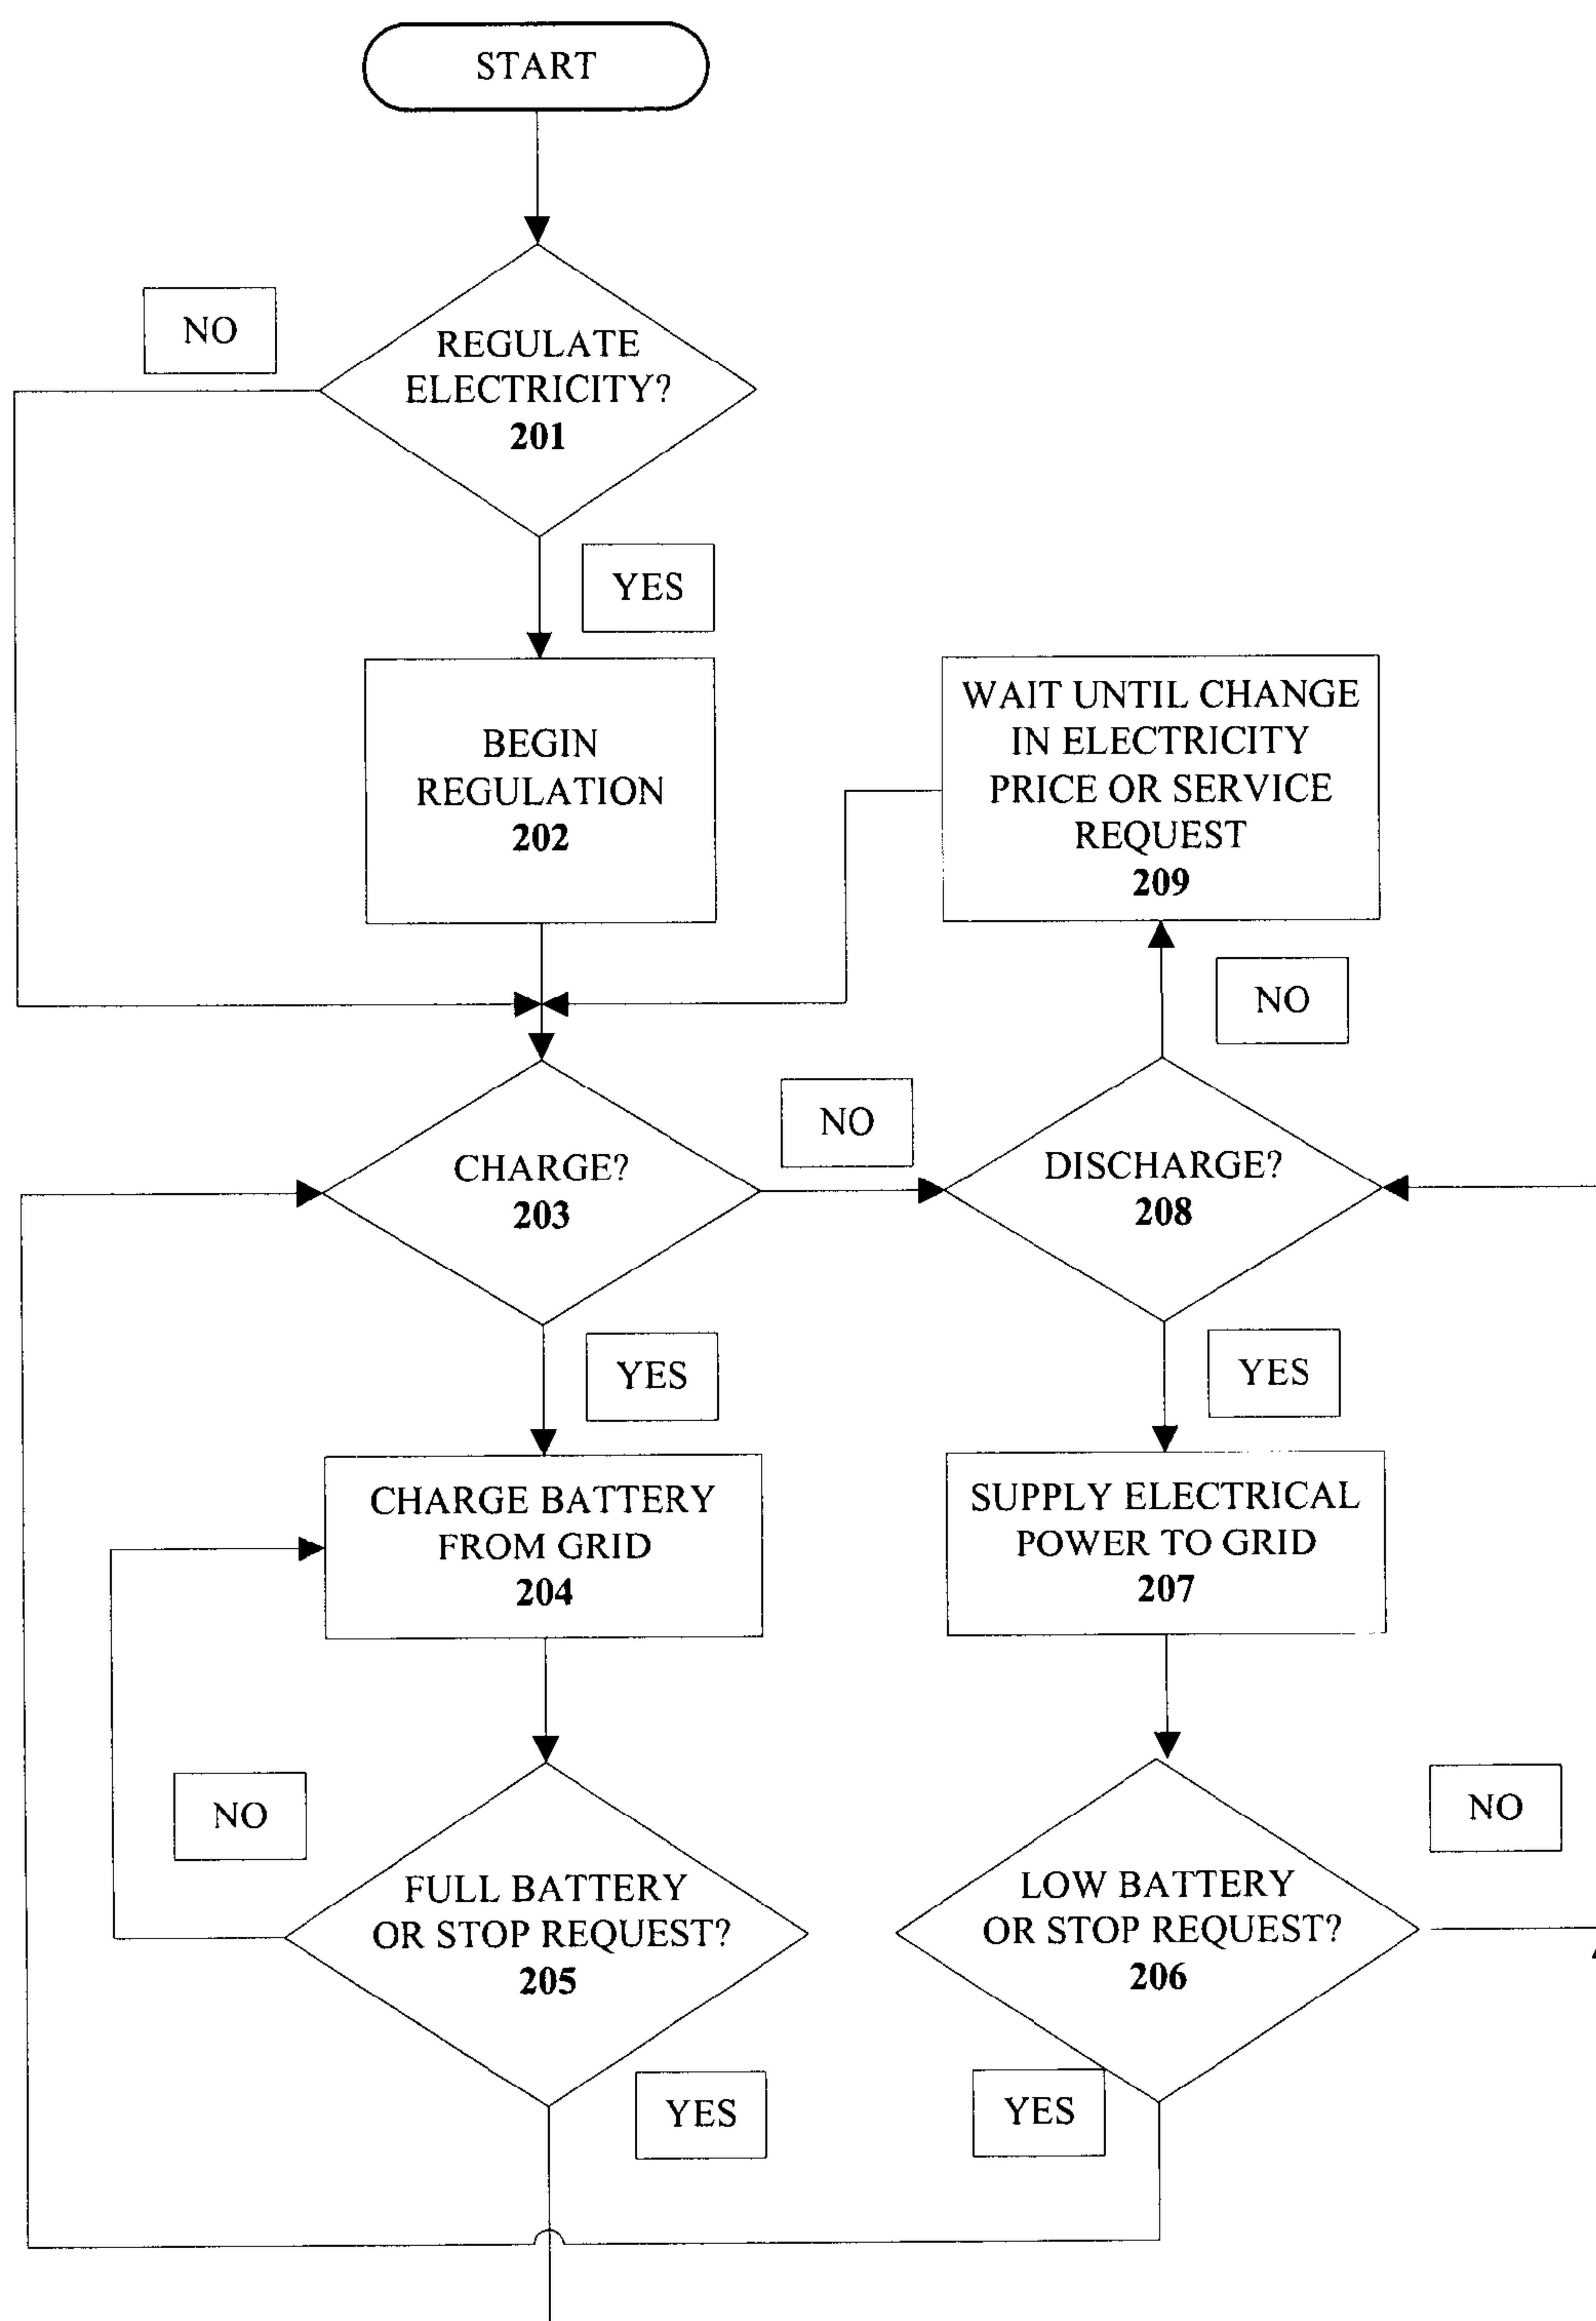 START
NO
REGULATE
ELECTRICITY?
201
YES
BEGIN
REGULATION
202
WAIT UNTIL CHANGE
IN ELECTRICITY
PRICE OR SERVICE
REQUEST
209
NO
CHARGE?
203
NO
DISCHARGE?
208
YES
YES
CHARGE BATTERY
FROM GRID
204
SUPPLY ELECTRICAL
POWER TO GRID
207
NO
FULL BATTERY
OR STOP REQUEST?
205
LOW BATTERY
OR STOP REQUEST?
206
NO
YES
YES